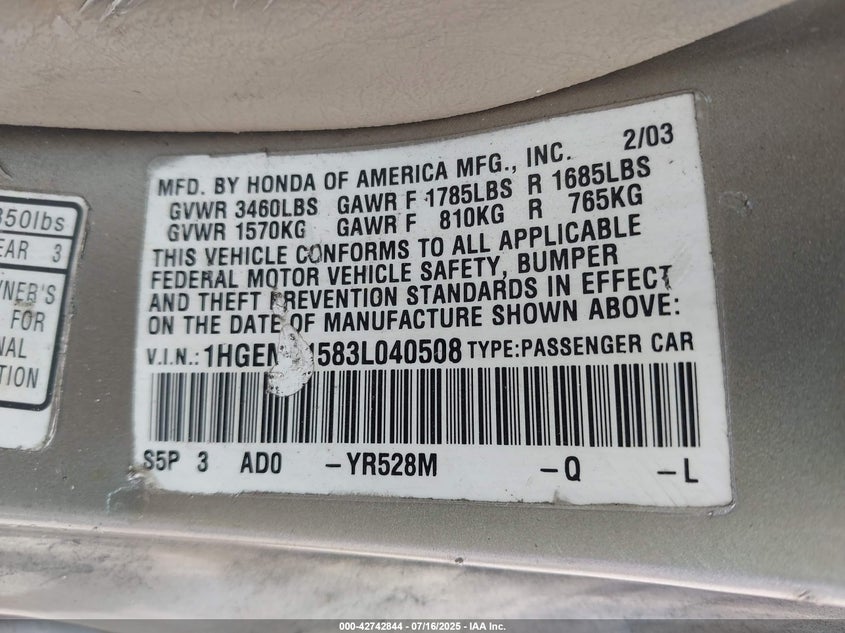 350lbs
EAR 3
NER'S
FOR
NAL
TION
2/03
MFD. BY HONDA OF AMERICA MFG., INC.
GVWR 3460LBS GAWR F 1785LBS R 1685LBS
GVWR 1570KG GAWR F 810KG R 765KG
THIS VEHICLE CONFORMS TO ALL APPLICABLE
FEDERAL MOTOR VEHICLE SAFETY, BUMPER
AND THEFT PREVENTION STANDARDS IN EFFECT
ON THE DATE OF MANUFACTURE SHOWN ABOVE:
V.I.N.: 1HGEM 1583L040508 TYPE:PASSENGER CAR
S5P 3 AD0 -YR528M -Q -L
000-42742844 - 07/16/2025 - IAA Inc.